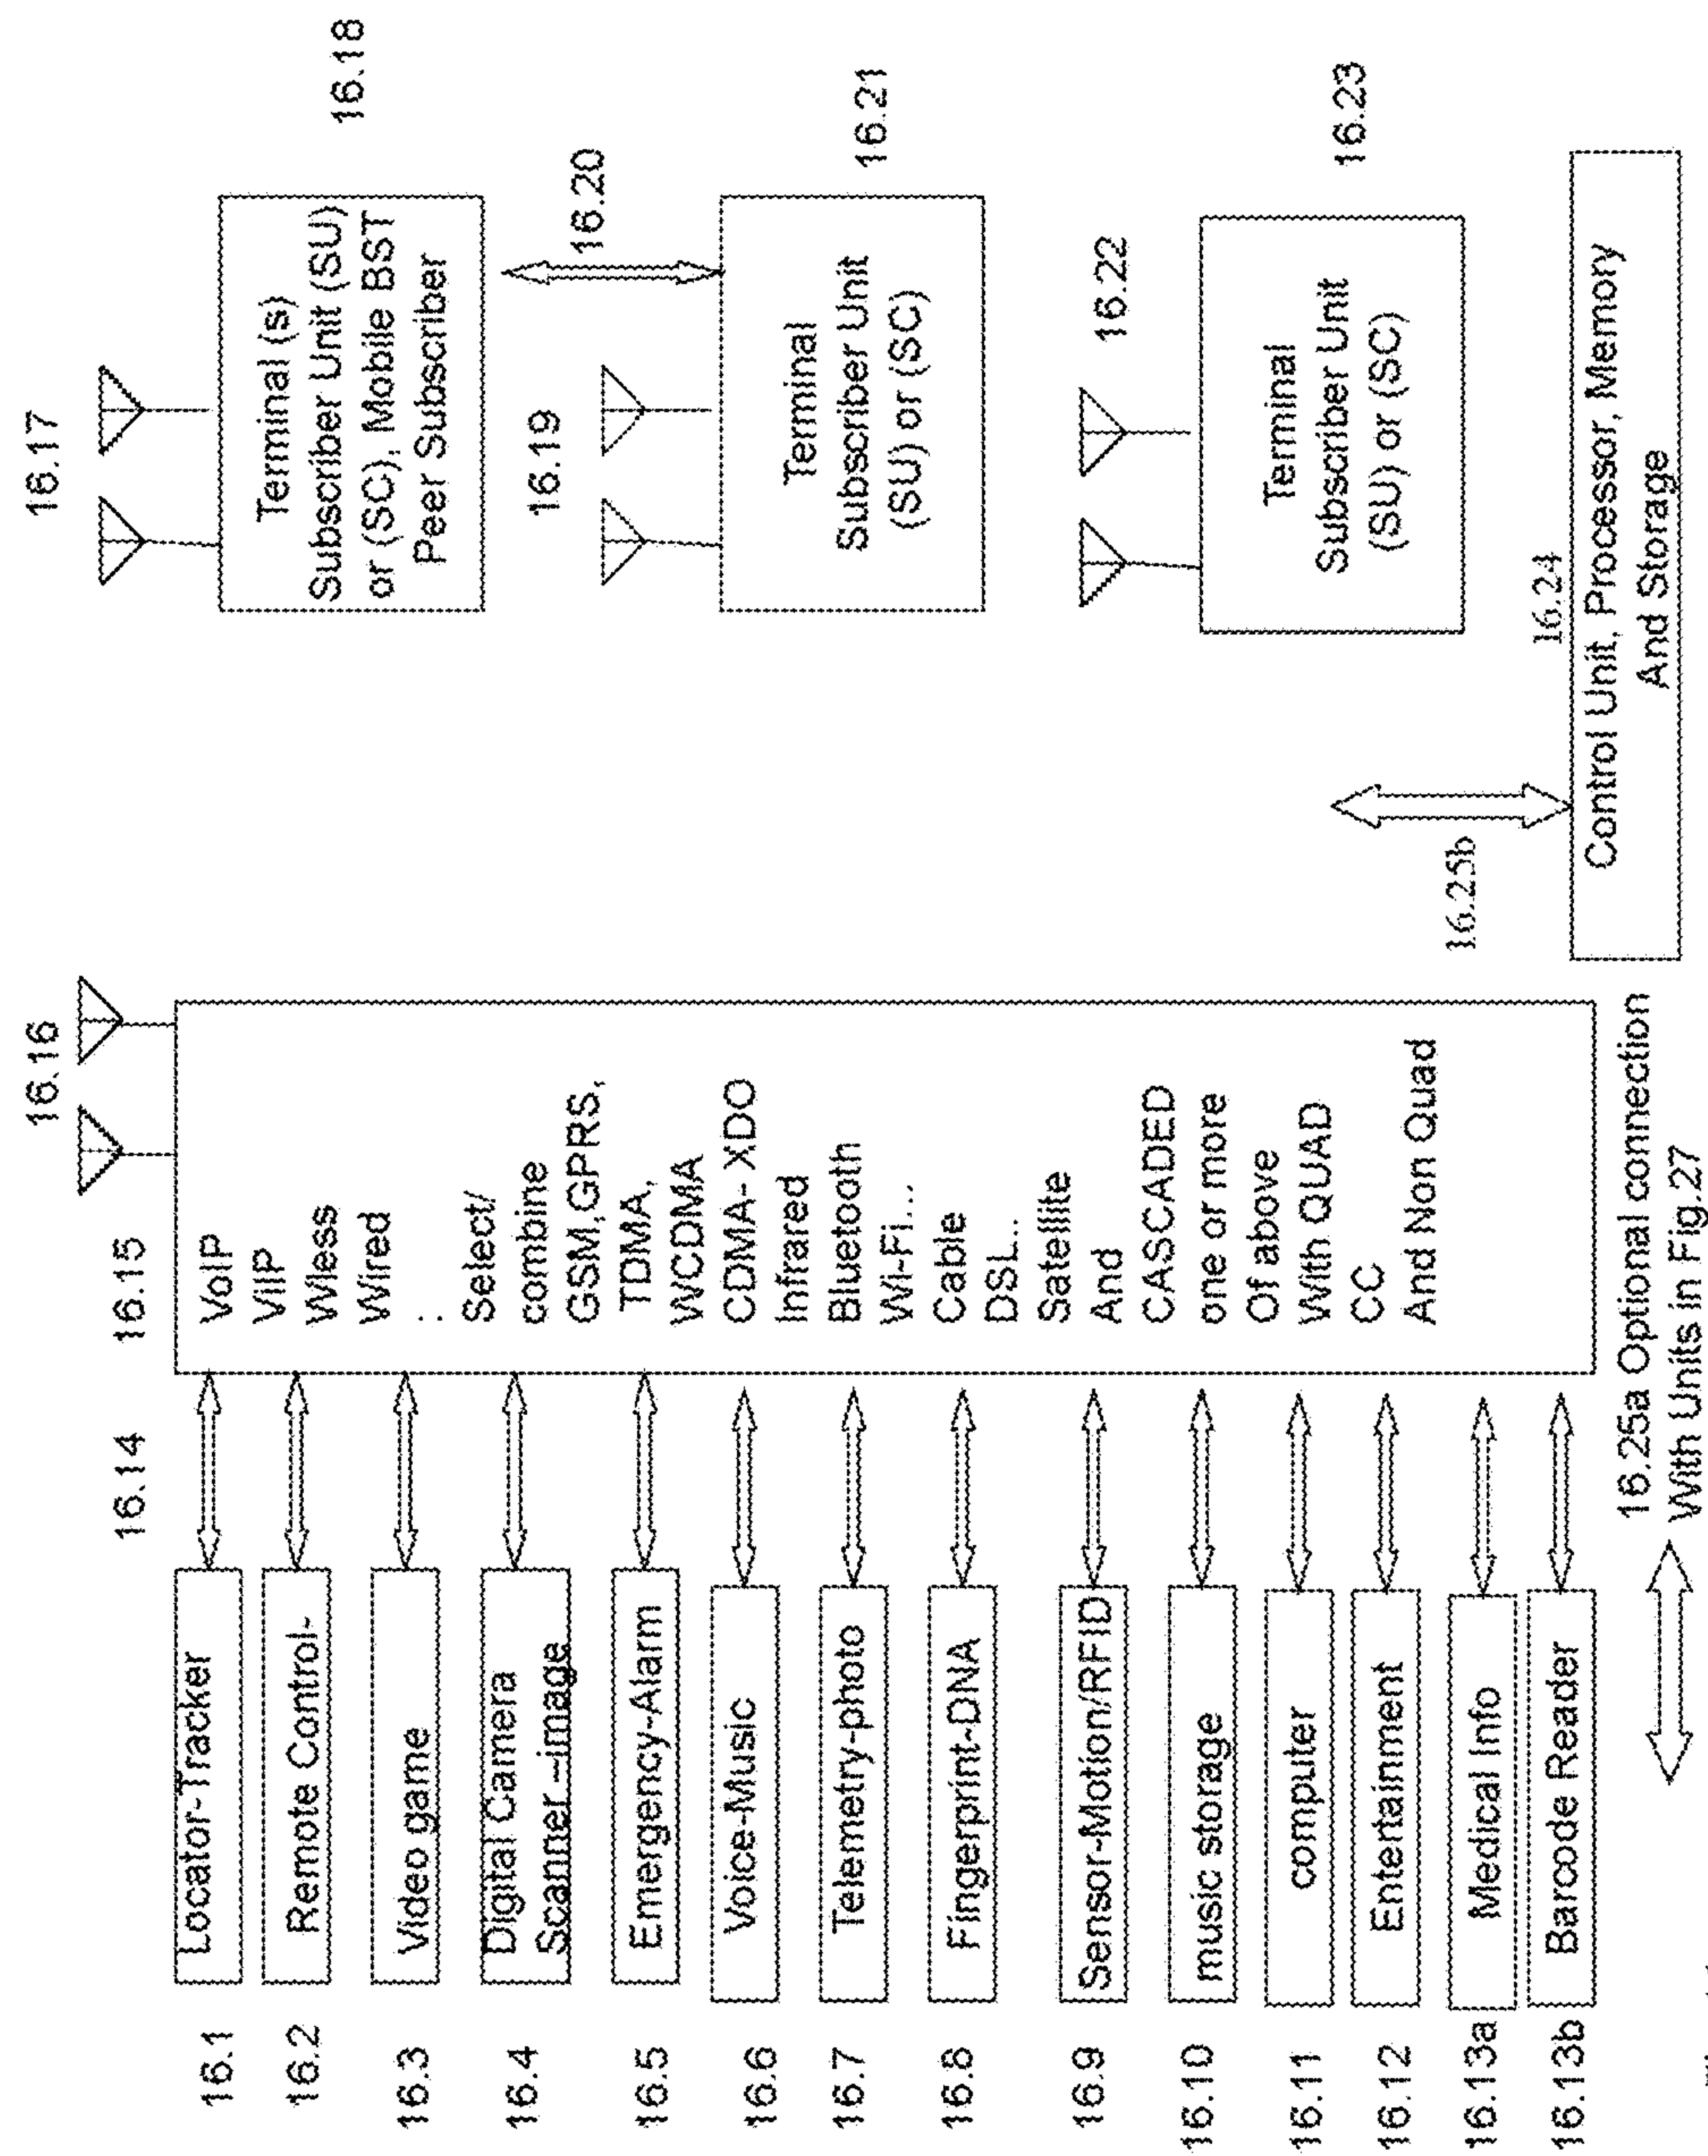 16.1
Locator-Tracker
16.2
Remote Control-
16.3
Video game
16.4
Digital Camera
Scanner –image
16.5
Emergency-Alarm
16.6
Voice-Music
16.7
Telemetry-photo
16.8
Fingerprint-DNA
16.9
Sensor-Motion/RFID
16.10
music storage
16.11
computer
16.12
Entertainment
16.13a
Medical Info
16.13b
Barcode Reader
16.14
16.15
16.16
VoIP
ViIP
Wless
Wired
..
Select/
combine
GSM,GPRS,
TDMA,
WCDMA
CDMA- XDO
Infrared
Bluetooth
Wi-Fi...
Cable
DSL..
Satellite
And
CASCADED
one or more
Of above
With QUAD
CC
And Non Quad
16.25a Optional connection
With Units in Fig.27
16.17
16.18
Terminal (s)
Subscriber Unit (SU)
or (SC), Mobile BST
Peer Subscriber
16.19
16.20
16.21
Terminal
Subscriber Unit
(SU) or (SC)
16.22
16.23
Terminal
Subscriber Unit
(SU) or (SC)
16.25b
16.24
Control Unit, Processor, Memory
And Storage